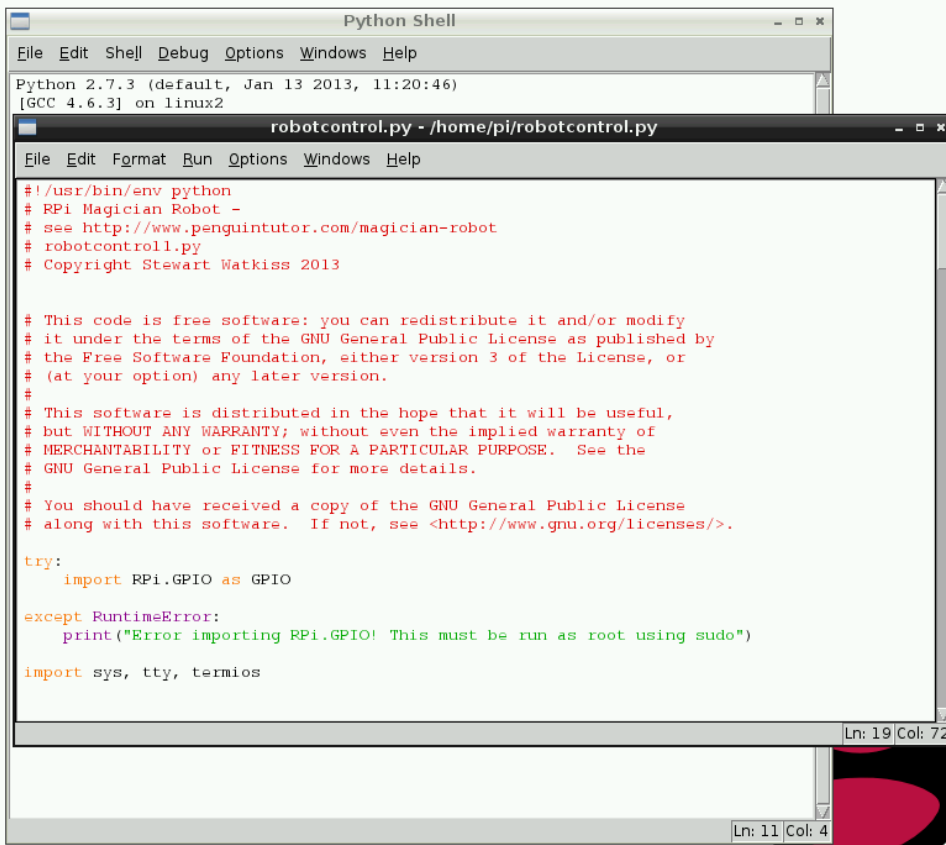 Python Shell
File Edit Shell Debug Options Windows Help
Python 2.7.3 (default, Jan 13 2013, 11:20:46)
[GCC 4.6.3] on linux2
robotcontrol.py - /home/pi/robotcontrol.py
File Edit Format Run Options Windows Help
#!/usr/bin/env python
# RPi Magician Robot -
# see http://www.penguintutor.com/magician-robot
# robotcontrol1.py
# Copyright Stewart Watkiss 2013
# This code is free software: you can redistribute it and/or modify
# it under the terms of the GNU General Public License as published by
# the Free Software Foundation, either version 3 of the License, or
# (at your option) any later version.
#
# This software is distributed in the hope that it will be useful,
# but WITHOUT ANY WARRANTY; without even the implied warranty of
# MERCHANTABILITY or FITNESS FOR A PARTICULAR PURPOSE.  See the
# GNU General Public License for more details.
#
# You should have received a copy of the GNU General Public License
# along with this software.  If not, see <http://www.gnu.org/licenses/>.
try:
    import RPi.GPIO as GPIO
except RuntimeError:
    print("Error importing RPi.GPIO! This must be run as root using sudo")
import sys, tty, termios
Ln: 19 Col: 72
Ln: 11 Col: 4